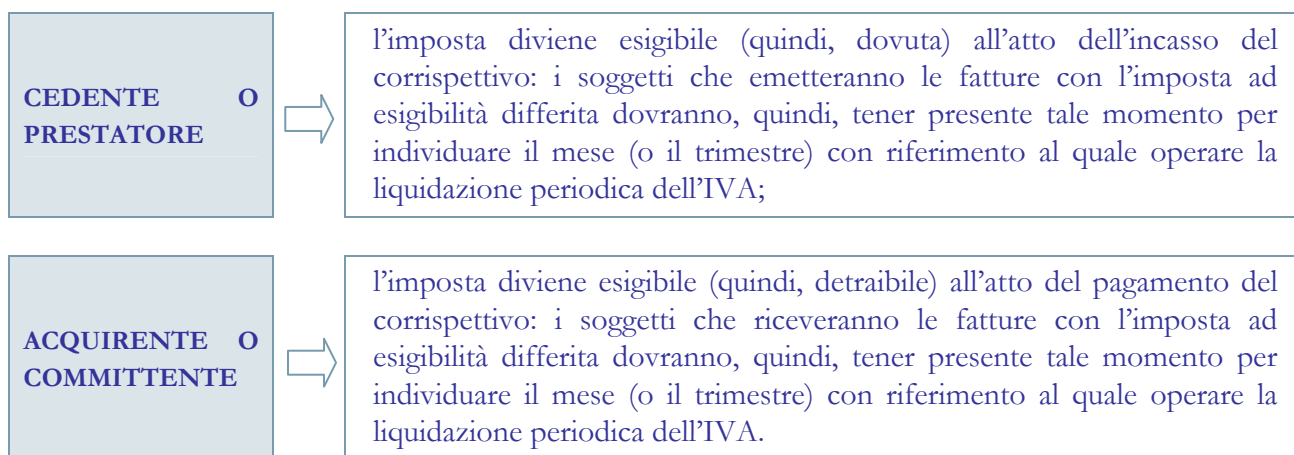 CEDENTE O
PRESTATORE
l’imposta diviene esigibile (quindi, dovuta) all’atto dell’incasso del
corrispettivo: i soggetti che emetteranno le fatture con l’imposta ad
esigibilità differita dovranno, quindi, tener presente tale momento per
individuare il mese (o il trimestre) con riferimento al quale operare la
liquidazione periodica dell’IVA;
ACQUIRENTE O
COMMITTENTE
l’imposta diviene esigibile (quindi, detraibile) all’atto del pagamento del
corrispettivo: i soggetti che riceveranno le fatture con l’imposta ad
esigibilità differita dovranno, quindi, tener presente tale momento per
individuare il mese (o il trimestre) con riferimento al quale operare la
liquidazione periodica dell’IVA.